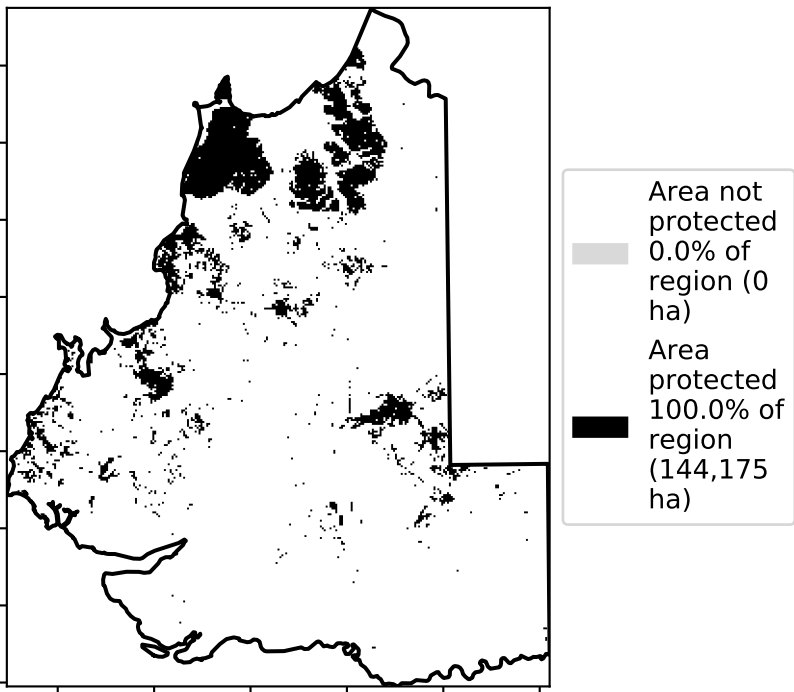 Area not
protected
0.0% of
region (0
ha)
Area
protected
100.0% of
region
(144,175
ha)